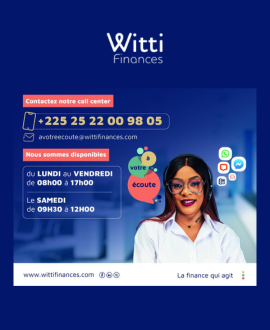 Witti
Finances
Contactez notre call center
+225 25 22 00 98 05
avotreecoute@wittifinances.com
Nous sommes disponibles
du LUNDI au VENDREDI
de 08h00 à 17h00
Le SAMEDI
de 09H30 à 12H00
à
votre
écoute
www.wittifinances.com
La finance qui agit